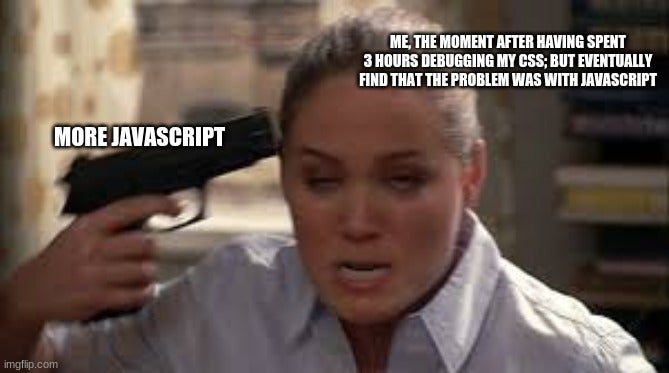 ME, THE MOMENT AFTER HAVING SPENT
3 HOURS DEBUGGING MY CSS; BUT EVENTUALLY
FIND THAT THE PROBLEM WAS WITH JAVASCRIPT
MORE JAVASCRIPT
imgflip.com